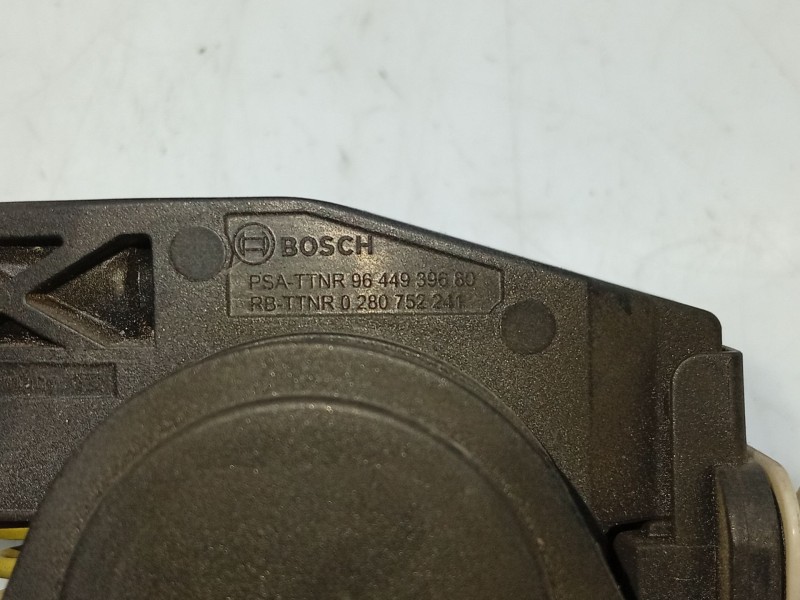 BOSCH
PSA-TTNR 96 449 396 80
RB-TTNR 0 280 752 241